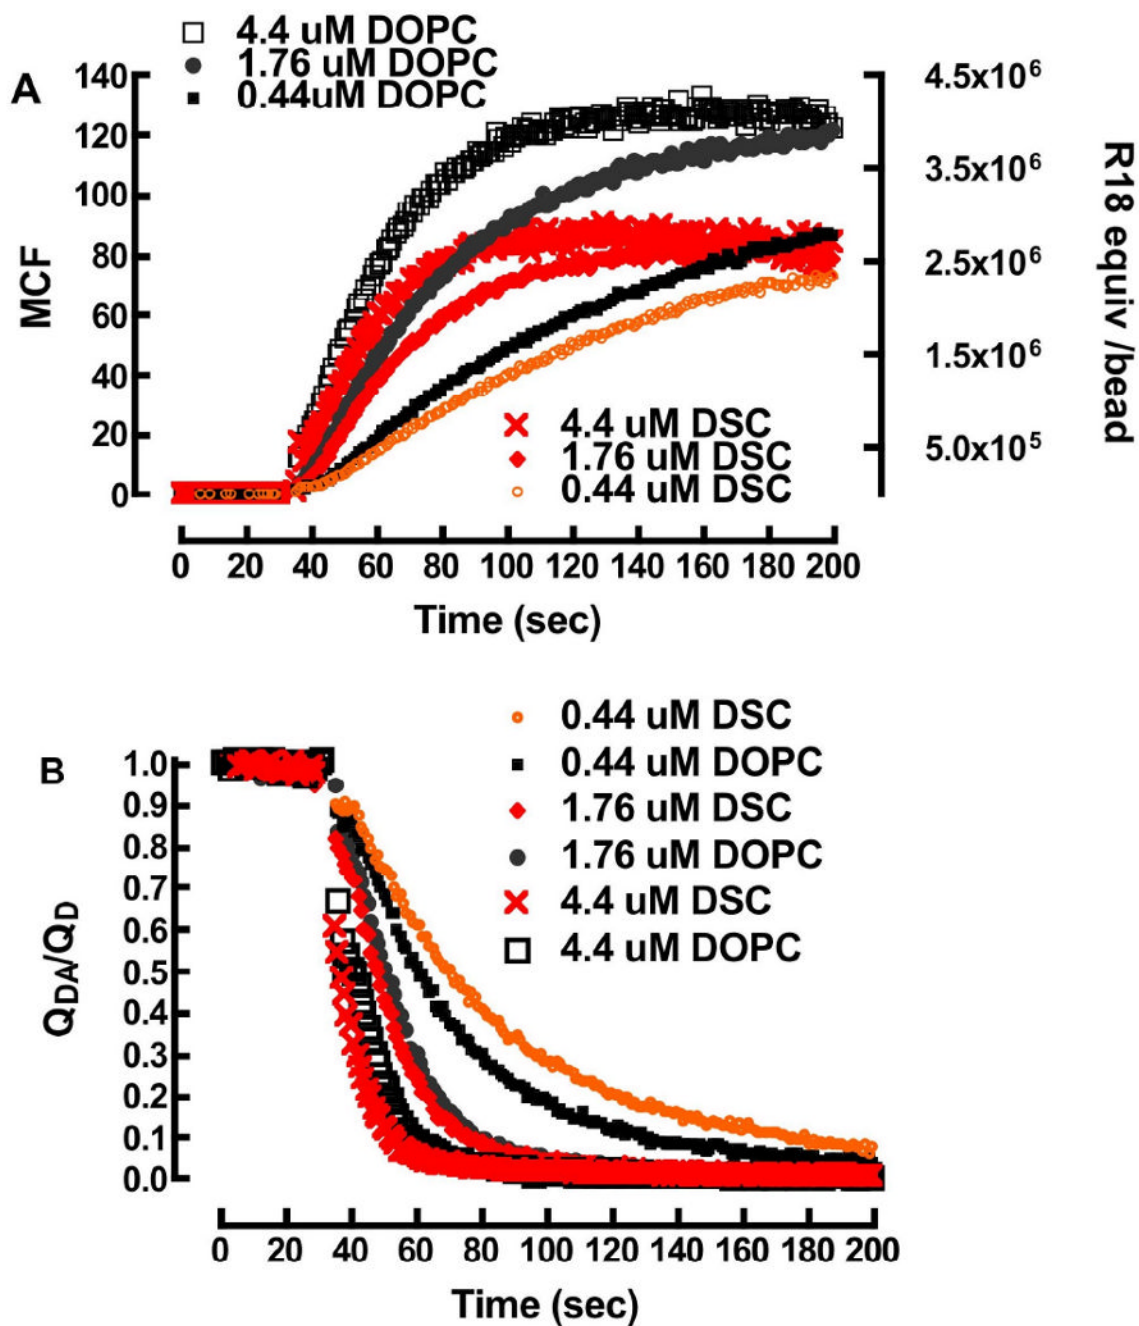 4.4 uM DOPC
1.76 uM DOPC
0.44uM DOPC
A
140
120
100
80
60
40
20
0
MCF
4.5x10⁶
3.5x10⁶
2.5x10⁶
1.5x10⁶
5.0x10⁵
R18 equiv /bead
4.4 uM DSC
1.76 uM DSC
0.44 uM DSC
0 20 40 60 80 100 120 140 160 180 200
Time (sec)
B
0.44 uM DSC
0.44 uM DOPC
1.76 uM DSC
1.76 uM DOPC
4.4 uM DSC
4.4 uM DOPC
1.0
0.9
0.8
0.7
0.6
0.5
0.4
0.3
0.2
0.1
0.0
QDA/QD
0 20 40 60 80 100 120 140 160 180 200
Time (sec)